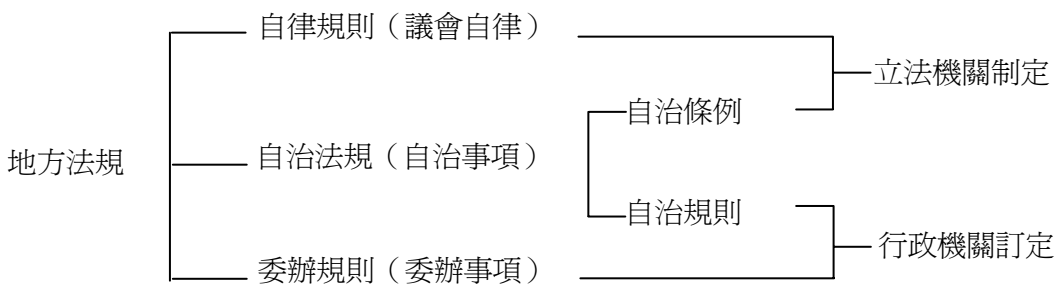 自律規則（議會自律）
立法機關制定
自治條例
地方法規
自治法規（自治事項）
自治規則
行政機關訂定
委辦規則（委辦事項）